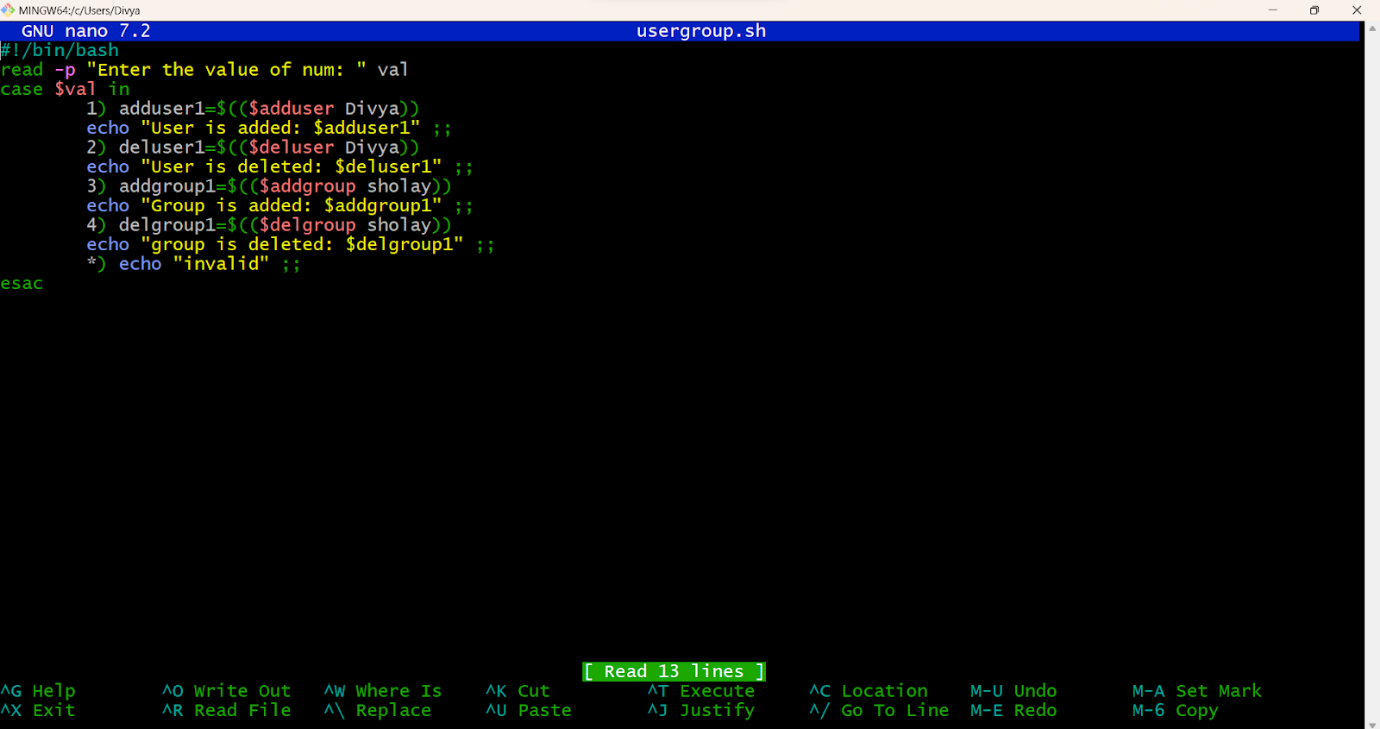 MINGW64:/c/Users/Divya
GNU nano 7.2 usergroup.sh
#!/bin/bash
read -p "Enter the value of num: " val
case $val in
1) adduser1=$(($adduser Divya))
echo "User is added: $adduser1" ;;
2) deluser1=$(($deluser Divya))
echo "User is deleted: $deluser1" ;;
3) addgroup1=$(($addgroup sholay))
echo "Group is added: $addgroup1" ;;
4) delgroup1=$(($delgroup sholay))
echo "group is deleted: $delgroup1" ;;
*) echo "invalid" ;;
esac
[ Read 13 lines ]
^G Help ^O Write Out ^W Where Is ^K Cut ^T Execute ^C Location M-U Undo M-A Set Mark
^X Exit ^R Read File ^\ Replace ^U Paste ^J Justify ^/ Go To Line M-E Redo M-6 Copy